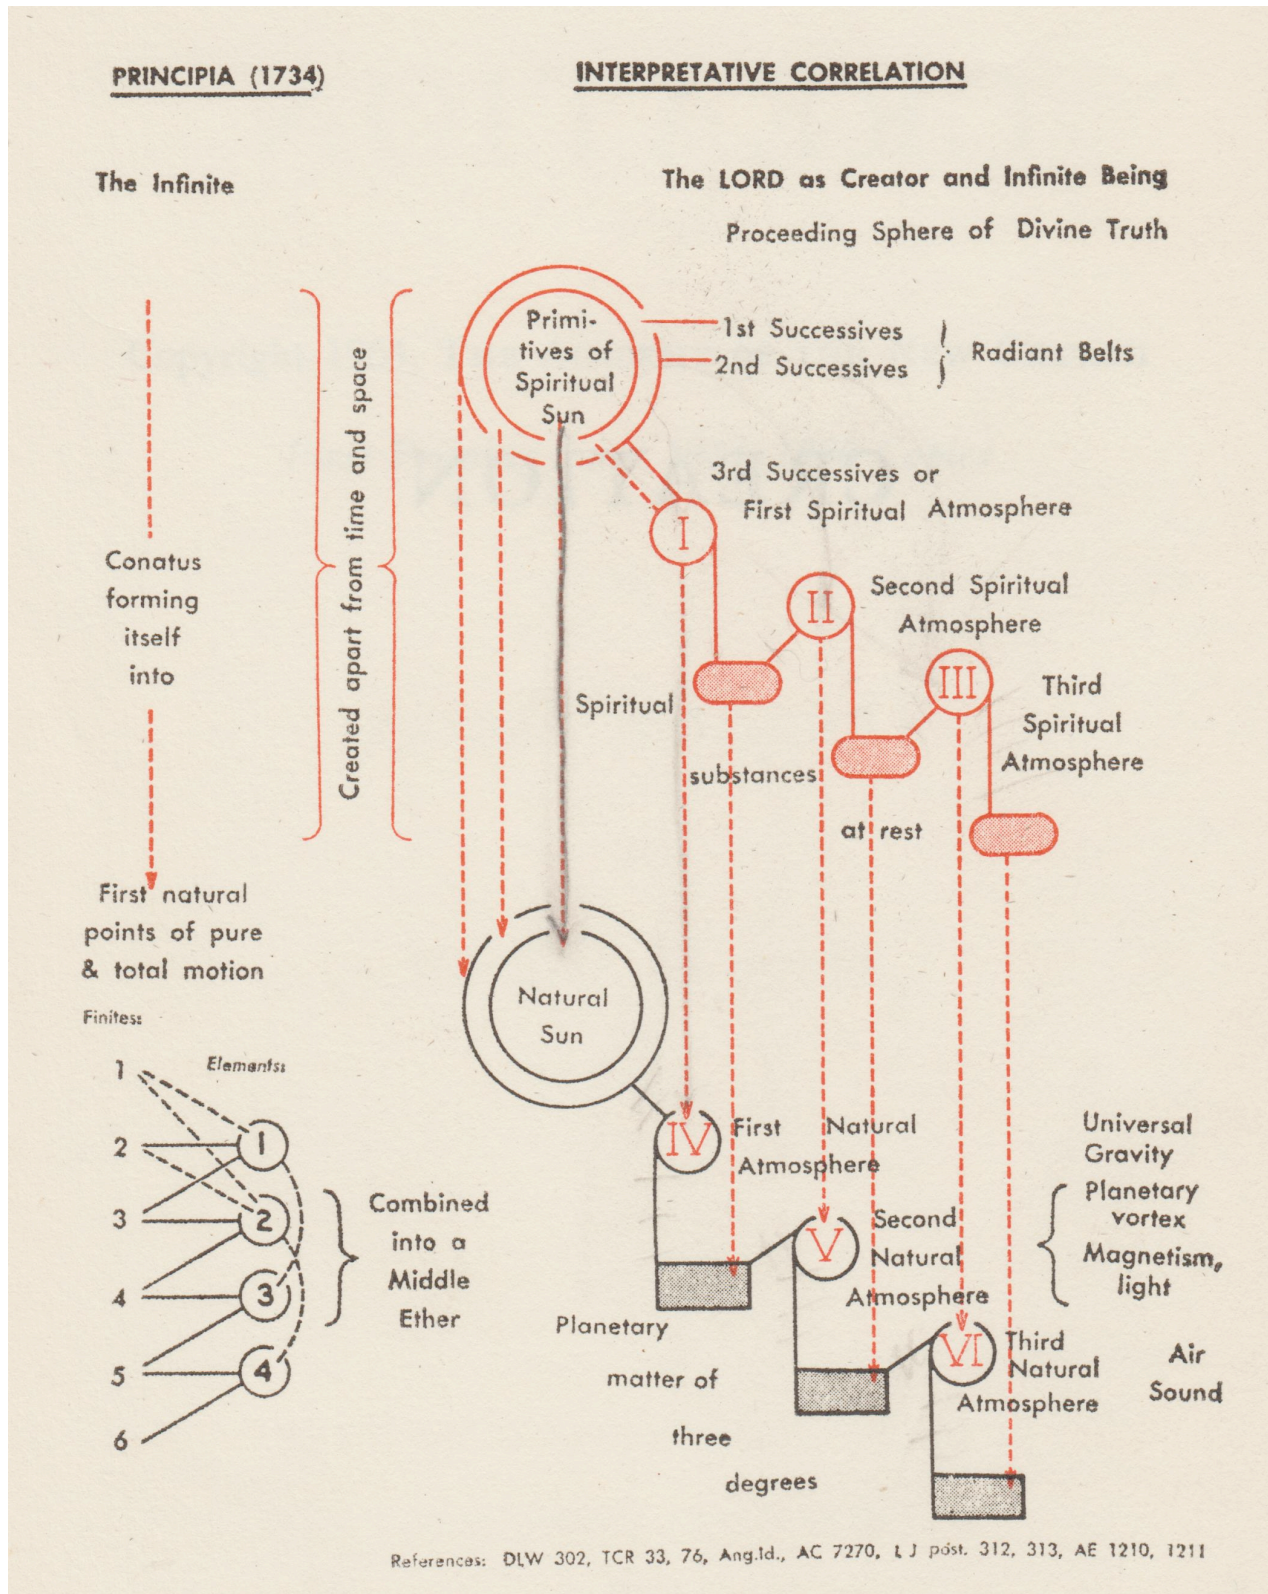 PRINCIPIA (1734)
INTERPRETATIVE CORRELATION
The Infinite
The LORD as Creator and Infinite Being
Proceeding Sphere of Divine Truth
Primi-
tives of
Spiritual
Sun
1st Successives
2nd Successives
Radiant Belts
Created apart from time and space
3rd Successives or
First Spiritual Atmosphere
I
Conatus
forming
itself
into
II
Second Spiritual
Atmosphere
III
Third
Spiritual
Atmosphere
Spiritual
substances
at rest
First natural
points of pure
& total motion
Natural
Sun
Finites:
Elements:
1
2
3
4
5
6
1
2
3
4
Combined
into a
Middle
Ether
IV
First Natural
Atmosphere
V
Second
Natural
Atmosphere
VI
Third
Natural
Atmosphere
Universal
Gravity
Planetary
vortex
Magnetism,
light
Air
Sound
Planetary
matter of
three
degrees
References: DLW 302, TCR 33, 76, Ang.Id., AC 7270, L J post. 312, 313, AE 1210, 1211